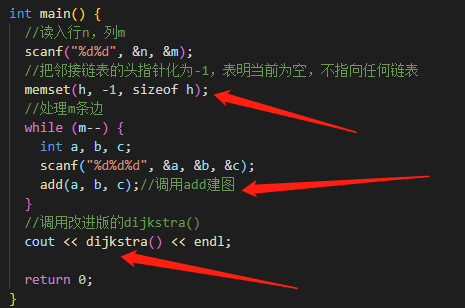 int main() {
//读入行n，列m
scanf("%d%d", &n, &m);
//把邻接链表的头指针化为-1，表明当前为空，不指向任何链表
memset(h, -1, sizeof h);
//处理m条边
while (m--) {
int a, b, c;
scanf("%d%d%d", &a, &b, &c);
add(a, b, c);//调用add建图
}
//调用改进版的dijkstra()
cout << dijkstra() << endl;
return 0;
}